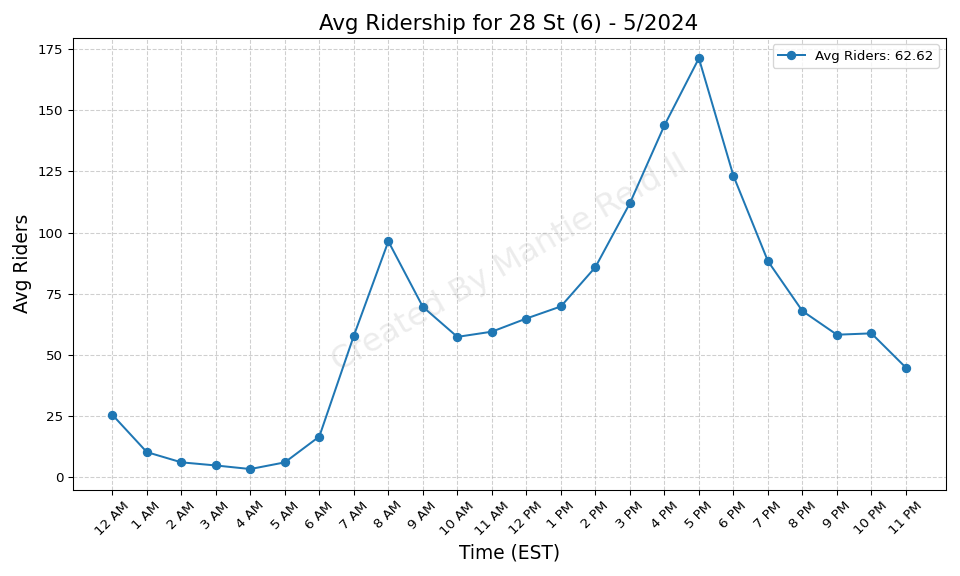 Avg Ridership for 28 St (6) - 5/2024
Avg Riders: 62.62
Avg Riders
175
150
125
100
75
50
25
0
Created By Mantie Reid II
12 AM
1 AM
2 AM
3 AM
4 AM
5 AM
6 AM
7 AM
8 AM
9 AM
10 AM
11 AM
12 PM
1 PM
2 PM
3 PM
4 PM
5 PM
6 PM
7 PM
8 PM
9 PM
10 PM
11 PM
Time (EST)